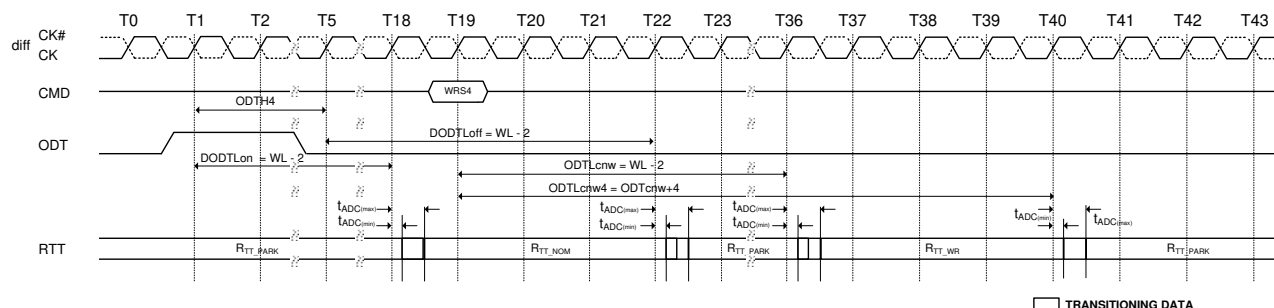 T0 T1 T2 T5 T18 T19 T20 T21 T22 T23 T36 T37 T38 T39 T40 T41 T42 T43
diff CK#
CK
CMD WRS4
ODTH4
DODTLoff = WL - 2
ODT
DODTLon = WL - 2 ODTLcnw = WL - 2
ODTLcnw4 = ODTcnw+4
tADC(max) tADC(max) tADC(max) tADC(min) tADC(max)
tADC(min) tADC(min) tADC(min)
RTT RTT_PARK RTT_NOM RTT_PARK RTT_WR RTT_PARK
TRANSITIONING DATA